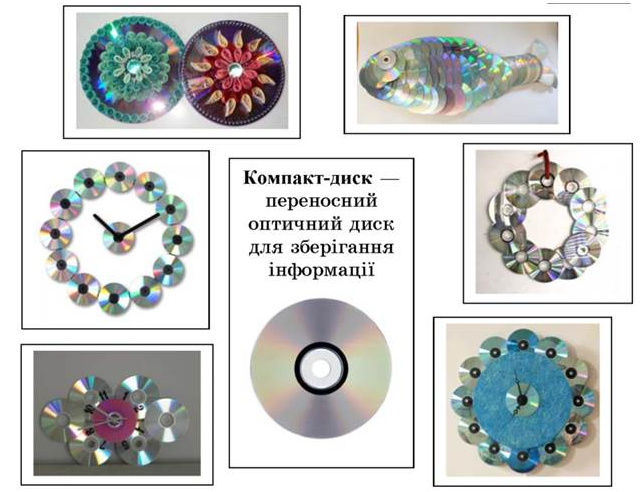 Компакт-диск —
переносний
оптичний диск
для зберігання
інформації